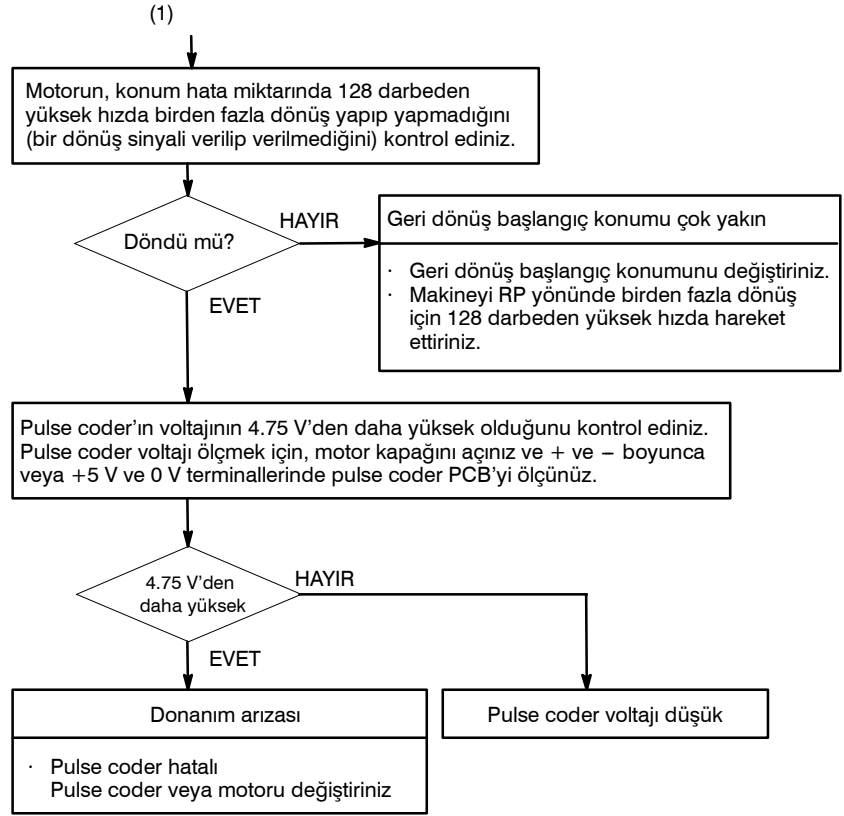 (1)
Motorun, konum hata miktarında 128 darbeden
yüksek hızda birden fazla dönüş yapıp yapmadığını
(bir dönüş sinyali verilip verilmediğini) kontrol ediniz.
Döndü mü?
HAYIR
Geri dönüş başlangıç konumu çok yakın
· Geri dönüş başlangıç konumunu değiştiriniz.
· Makineyi RP yönünde birden fazla dönüş
için 128 darbeden yüksek hızda hareket
ettiriniz.
EVET
Pulse coder’ın voltajının 4.75 V’den daha yüksek olduğunu kontrol ediniz.
Pulse coder voltajı ölçmek için, motor kapağını açınız ve + ve − boyunca
veya +5 V ve 0 V terminallerinde pulse coder PCB’yi ölçünüz.
4.75 V’den
daha yüksek
HAYIR
EVET
Donanım arızası
· Pulse coder hatalı
Pulse coder veya motoru değiştiriniz
Pulse coder voltajı düşük